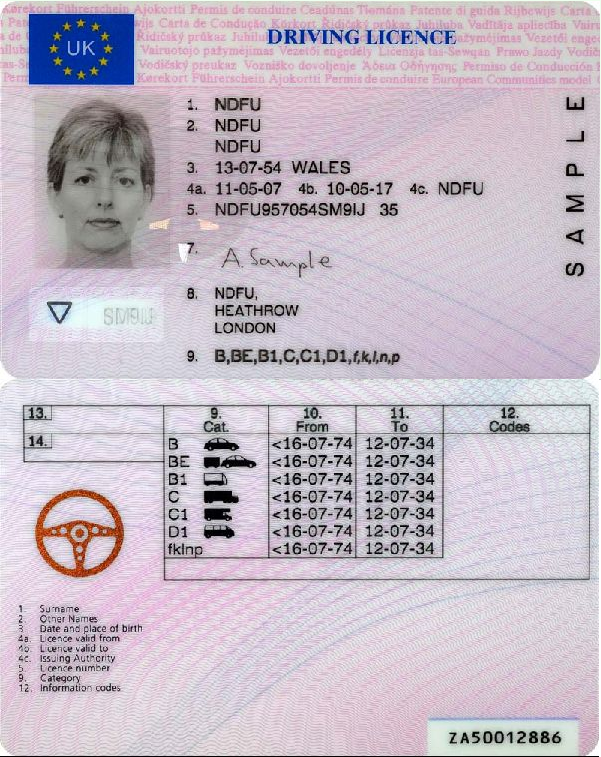 UK
DRIVING LICENCE
1. NDFU
2. NDFU
NDFU
3. 13-07-54 WALES
4a. 11-05-07 4b. 10-05-17 4c. NDFU
5. NDFU957054SM9IJ 35
7. A. Sample
8. NDFU,
HEATHROW
LONDON
9. B,BE,B1,C,C1,D1,f,k,l,n,p
SAMPLE
SM9IJ
13.
14.
9. Cat. 10. From 11. To 12. Codes
B <16-07-74 12-07-34
BE <16-07-74 12-07-34
B1 <16-07-74 12-07-34
C <16-07-74 12-07-34
C1 <16-07-74 12-07-34
D1 <16-07-74 12-07-34
fklnp <16-07-74 12-07-34
1. Surname
2. Other Names
3. Date and place of birth
4a. Licence valid from
4b. Licence valid to
4c. Issuing Authority
5. Licence number
9. Category
12. Information codes
ZA50012886